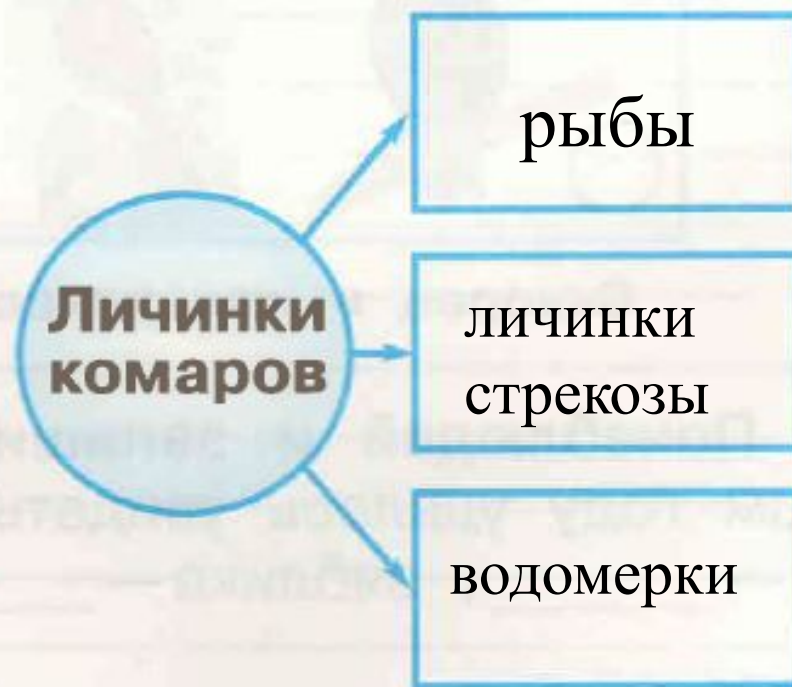 рыбы
Личинки
комаров
личинки
стрекозы
водомерки